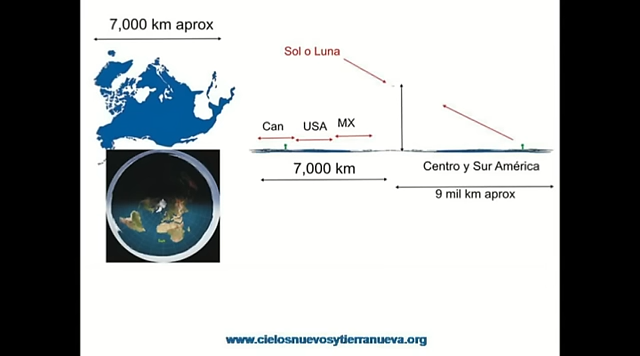 7,000 km aprox
Sol o Luna
Can
USA
MX
7,000 km
Centro y Sur América
9 mil km aprox
www.cielosnuevosytierranueva.org